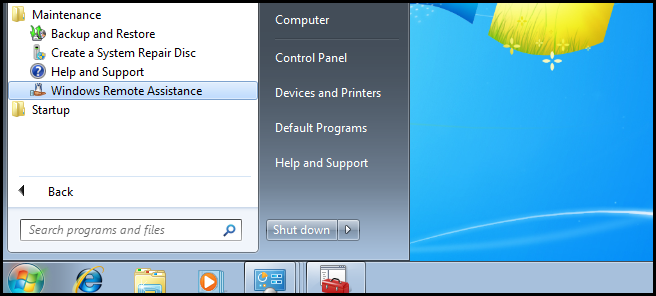 Maintenance
Backup and Restore
Create a System Repair Disc
Help and Support
Windows Remote Assistance
Startup
Back
Search programs and files
Computer
Control Panel
Devices and Printers
Default Programs
Help and Support
Shut down